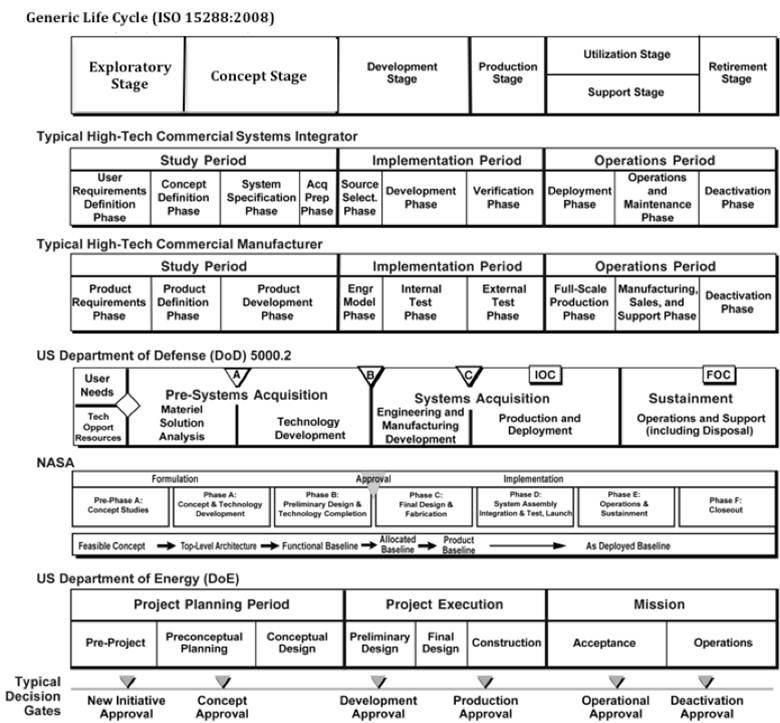 Generic Life Cycle (ISO 15288:2008)
Exploratory
Stage
Concept Stage
Development
Stage
Production
Stage
Utilization Stage
Support Stage
Retirement
Stage
Typical High-Tech Commercial Systems Integrator
Study Period
Implementation Period
Operations Period
User
Requirements
Definition
Phase
Concept
Definition
Phase
System
Specification
Phase
Acq
Prep
Phase
Source
Select.
Phase
Development
Phase
Verification
Phase
Deployment
Phase
Operations
and
Maintenance
Phase
Deactivation
Phase
Typical High-Tech Commercial Manufacturer
Study Period
Implementation Period
Operations Period
Product
Requirements
Phase
Product
Definition
Phase
Product
Development
Phase
Engr
Model
Phase
Internal
Test
Phase
External
Test
Phase
Full-Scale
Production
Phase
Manufacturing,
Sales, and
Support Phase
Deactivation
Phase
US Department of Defense (DoD) 5000.2
User
Needs
Tech
Opport
Resources
A
B
C
IOC
FOC
Pre-Systems Acquisition
Systems Acquisition
Sustainment
Materiel
Solution
Analysis
Technology
Development
Engineering and
Manufacturing
Development
Production and
Deployment
Operations and Support
(including Disposal)
NASA
Formulation
Approval
Implementation
Pre-Phase A:
Concept Studies
Phase A:
Concept & Technology
Development
Phase B:
Preliminary Design &
Technology Completion
Phase C:
Final Design &
Fabrication
Phase D:
System Assembly
Integration & Test, Launch
Phase E:
Operations &
Sustainment
Phase F:
Closeout
Feasible Concept
Top-Level Architecture
Functional Baseline
Allocated
Baseline
Product
Baseline
As Deployed Baseline
US Department of Energy (DoE)
Project Planning Period
Project Execution
Mission
Pre-Project
Preconceptual
Planning
Conceptual
Design
Preliminary
Design
Final
Design
Construction
Acceptance
Operations
Typical
Decision
Gates
New Initiative
Approval
Concept
Approval
Development
Approval
Production
Approval
Operational
Approval
Deactivation
Approval